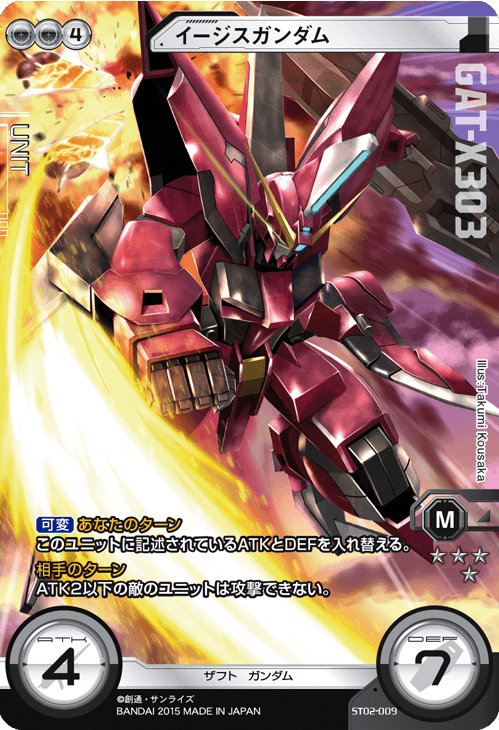 4
イージスガンダム
GAT-X303
UNIT
Illus:Takumi Kousaka
M
可変 あなたのターン
このユニットに記述されているATKとDEFを入れ替える。
相手のターン
ATK2以下の敵のユニットは攻撃できない。
ATK
4
DEF
7
ザフト ガンダム
©創通・サンライズ
BANDAI 2015 MADE IN JAPAN
ST02-009